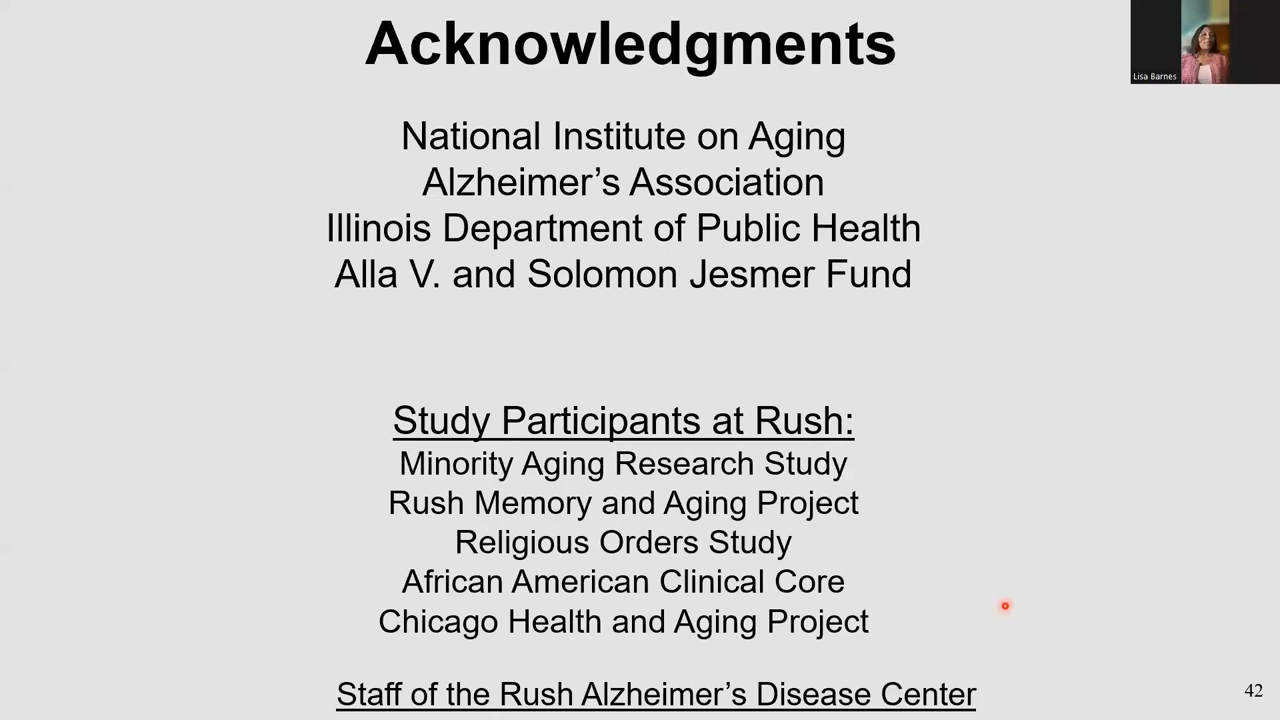 Acknowledgments
Lisa Barnes
National Institute on Aging
Alzheimer’s Association
Illinois Department of Public Health
Alla V. and Solomon Jesmer Fund
Study Participants at Rush:
Minority Aging Research Study
Rush Memory and Aging Project
Religious Orders Study
African American Clinical Core
Chicago Health and Aging Project
Staff of the Rush Alzheimer’s Disease Center
42